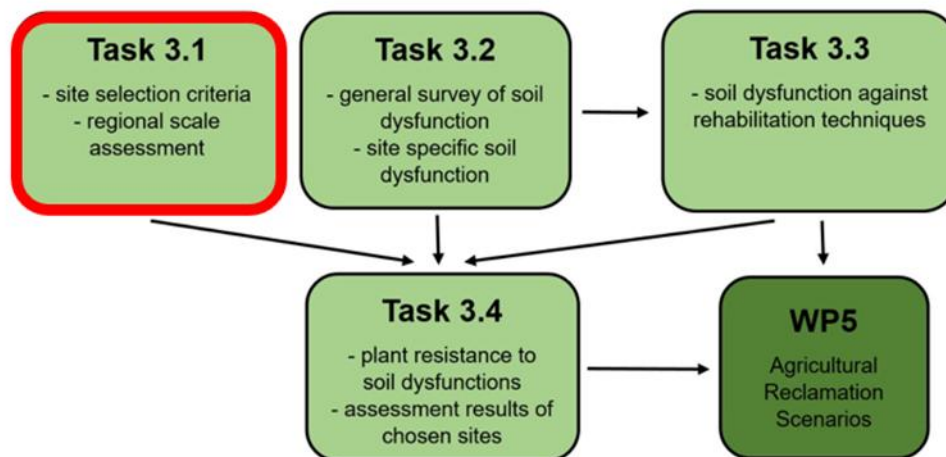 Task 3.1
- site selection criteria
- regional scale
assessment
Task 3.2
- general survey of soil
dysfunction
- site specific soil
dysfunction
Task 3.3
- soil dysfunction against
rehabilitation techniques
Task 3.4
- plant resistance to
soil dysfunctions
- assessment results of
chosen sites
WP5
Agricultural
Reclamation
Scenarios